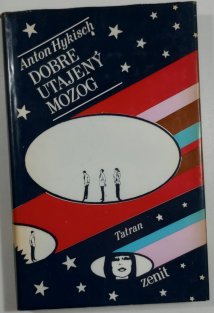 Anton Hykisch
DOBRE
UTAJENÝ
MOZOG
Tatran
zenit